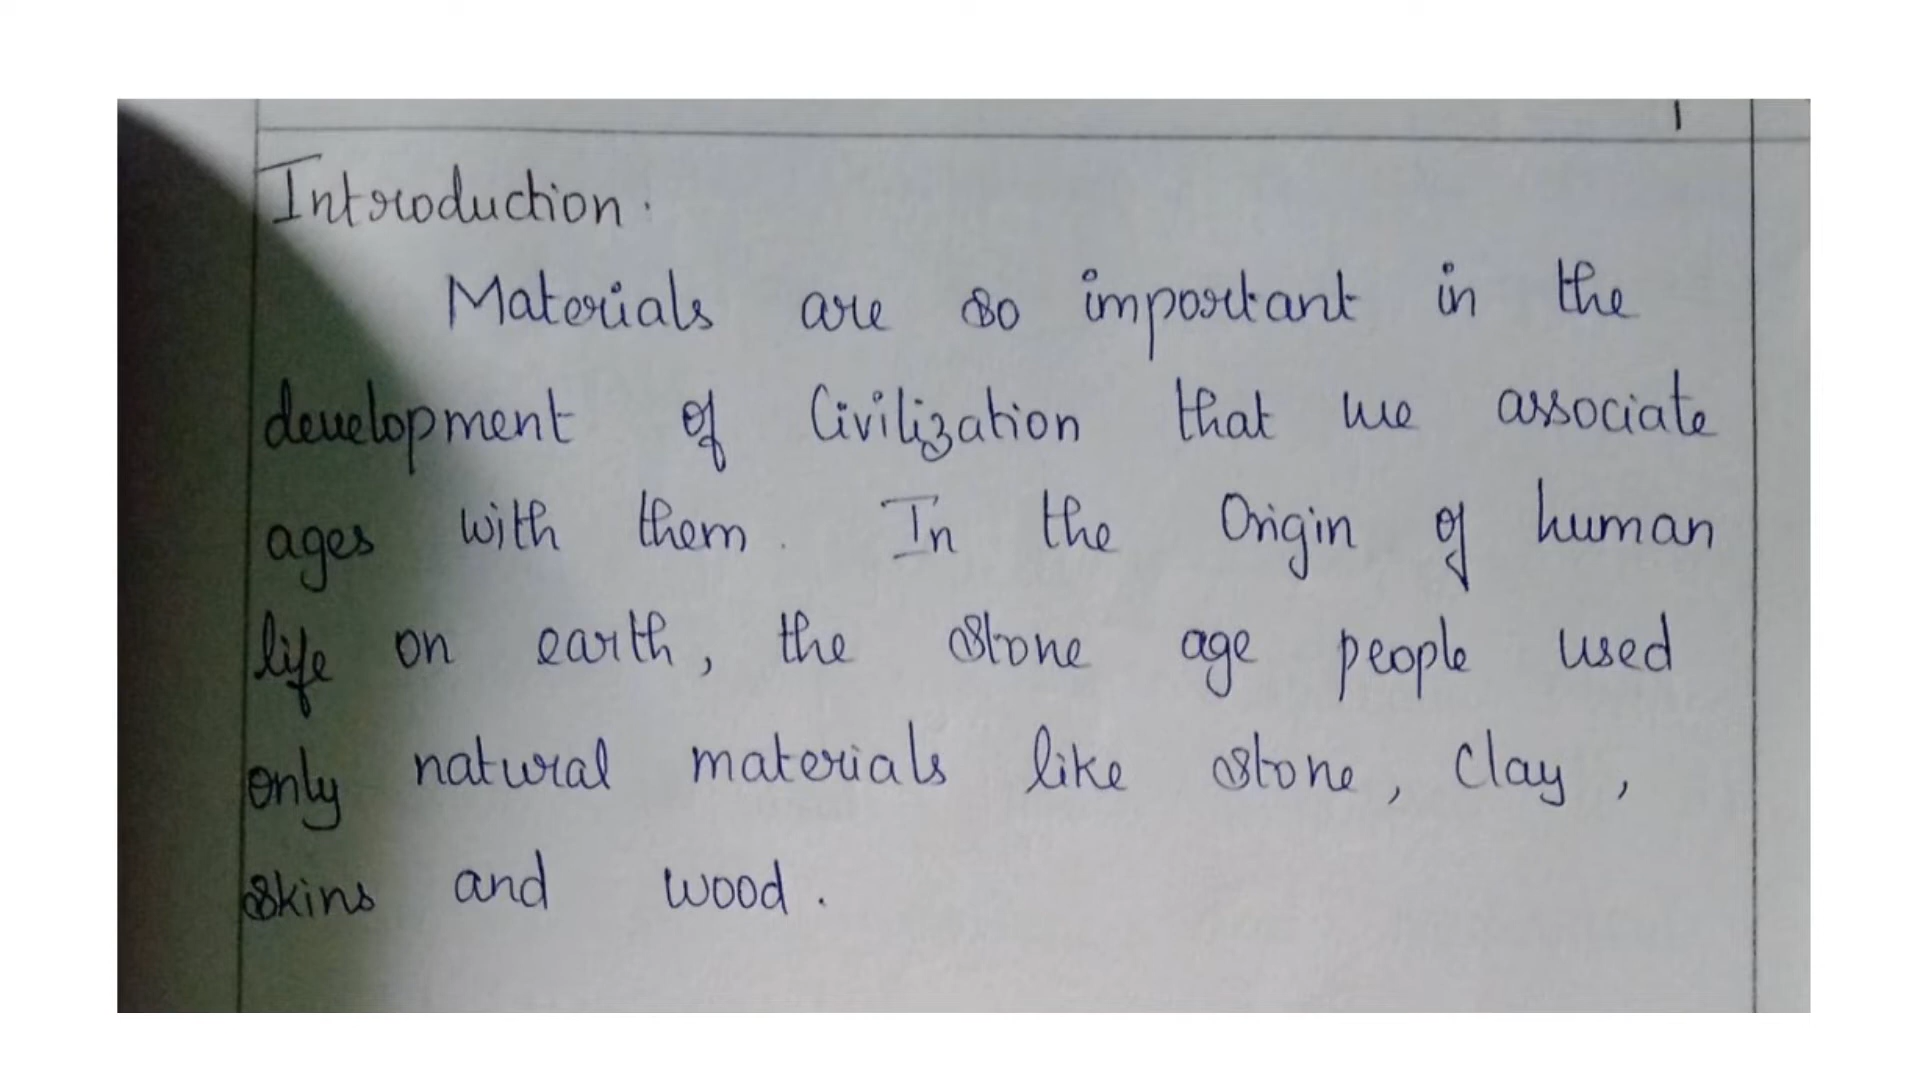 Introduction.
Materials are so important in the
development of Civilization that we associate
ages with them. In the Origin of human
life on earth, the stone age people used
only natural materials like stone, Clay,
skins and wood.